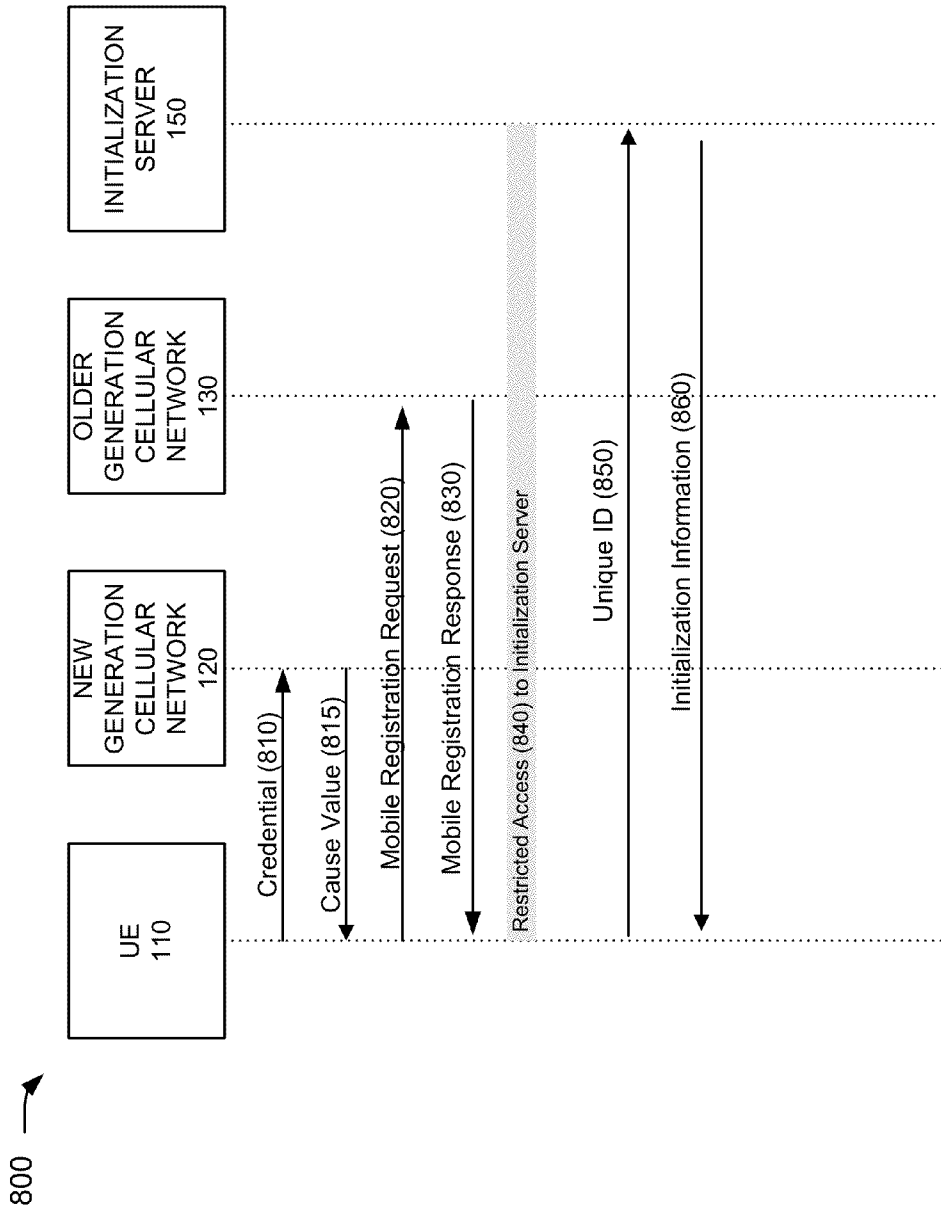 800
UE
110
NEW
GENERATION
CELLULAR
NETWORK
120
OLDER
GENERATION
CELLULAR
NETWORK
130
INITIALIZATION
SERVER
150
Credential (810)
Cause Value (815)
Mobile Registration Request (820)
Mobile Registration Response (830)
Restricted Access (840) to Initialization Server
Unique ID (850)
Initialization Information (860)